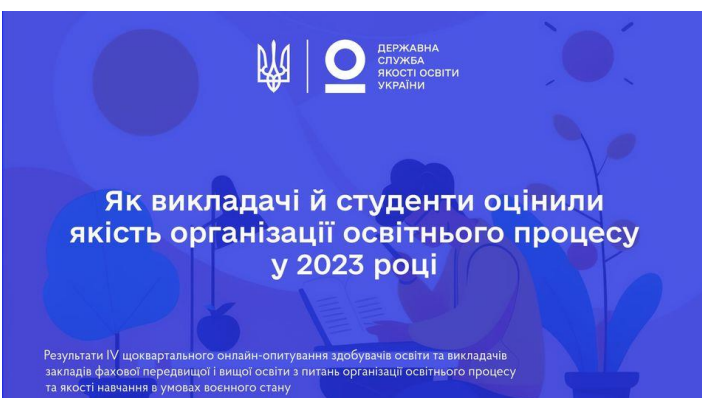 ДЕРЖАВНА
СЛУЖБА
ЯКОСТІ ОСВІТИ
УКРАЇНИ
Як викладачі й студенти оцінили
якість організації освітнього процесу
у 2023 році
Результати IV щоквартального онлайн-опитування здобувачів освіти та викладачів
закладів фахової передвищої і вищої освіти з питань організації освітнього процесу
та якості навчання в умовах воєнного стану